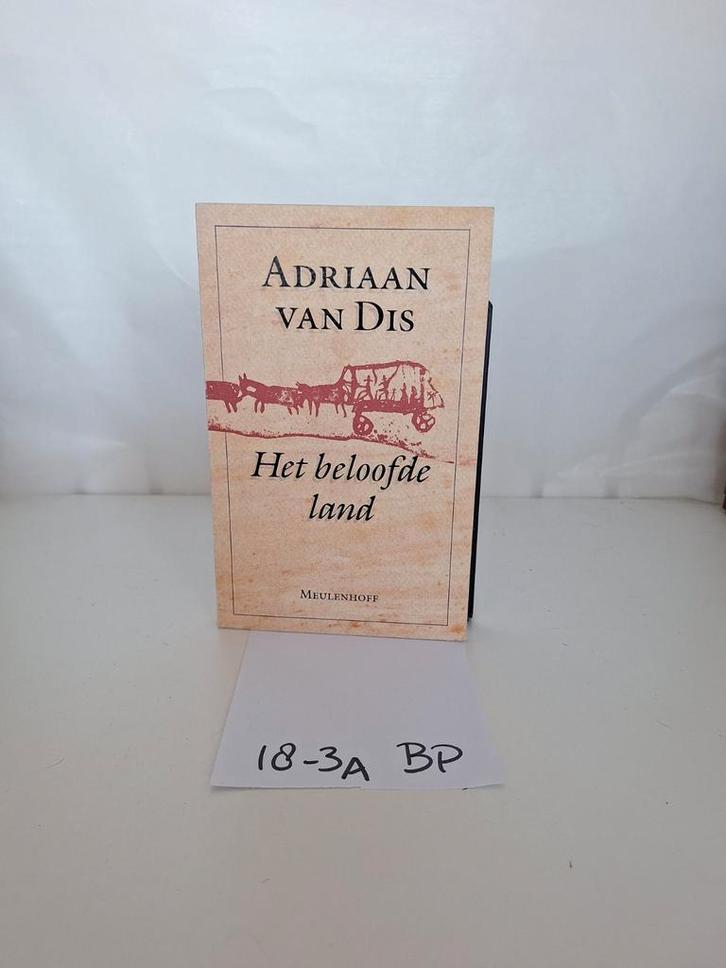 ADRIAAN
VAN DIS
Het beloofde
land
MEULENHOFF
18-3A BP